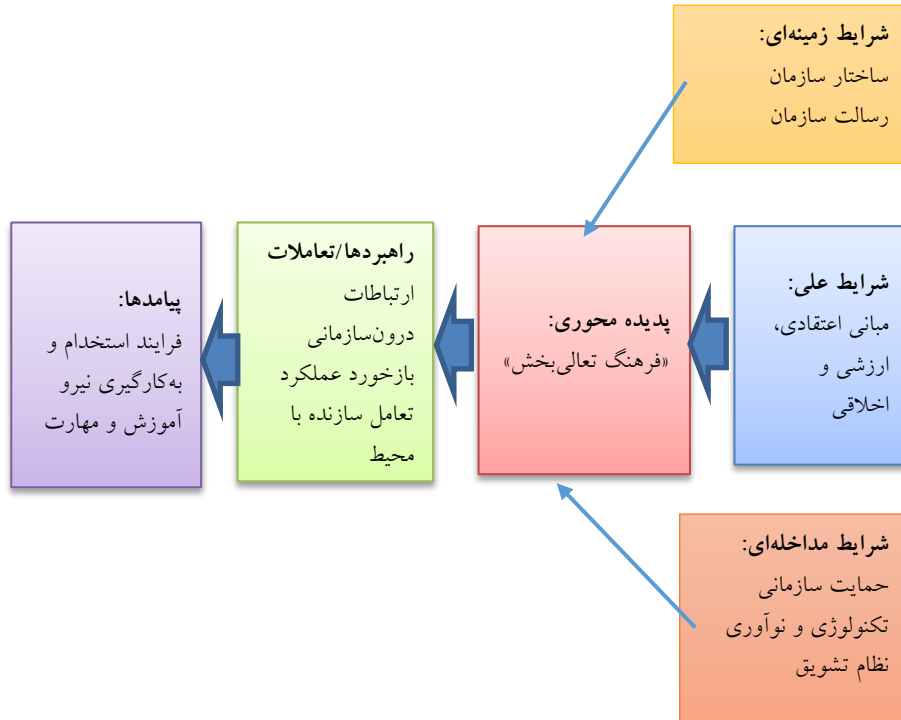 شرایط زمینه‌ای:
ساختار سازمان
رسالت سازمان
شرایط علی:
مبانی اعتقادی،
ارزشی و
اخلاقی
پدیده محوری:
«فرهنگ تعالی‌بخش»
راهبردها/تعاملات
ارتباطات
درون‌سازمانی
بازخورد عملکرد
تعامل سازنده با
محیط
پیامدها:
فرایند استخدام و
به‌کارگیری نیرو
آموزش و مهارت
شرایط مداخله‌ای:
حمایت سازمانی
تکنولوژی و نوآوری
نظام تشویق